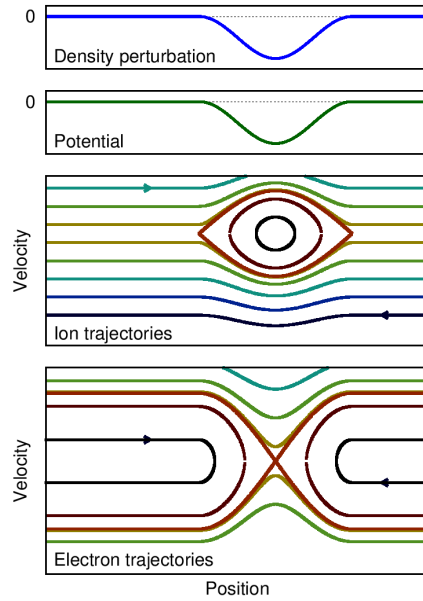 0
Density perturbation
0
Potential
Velocity
Ion trajectories
Velocity
Electron trajectories
Position